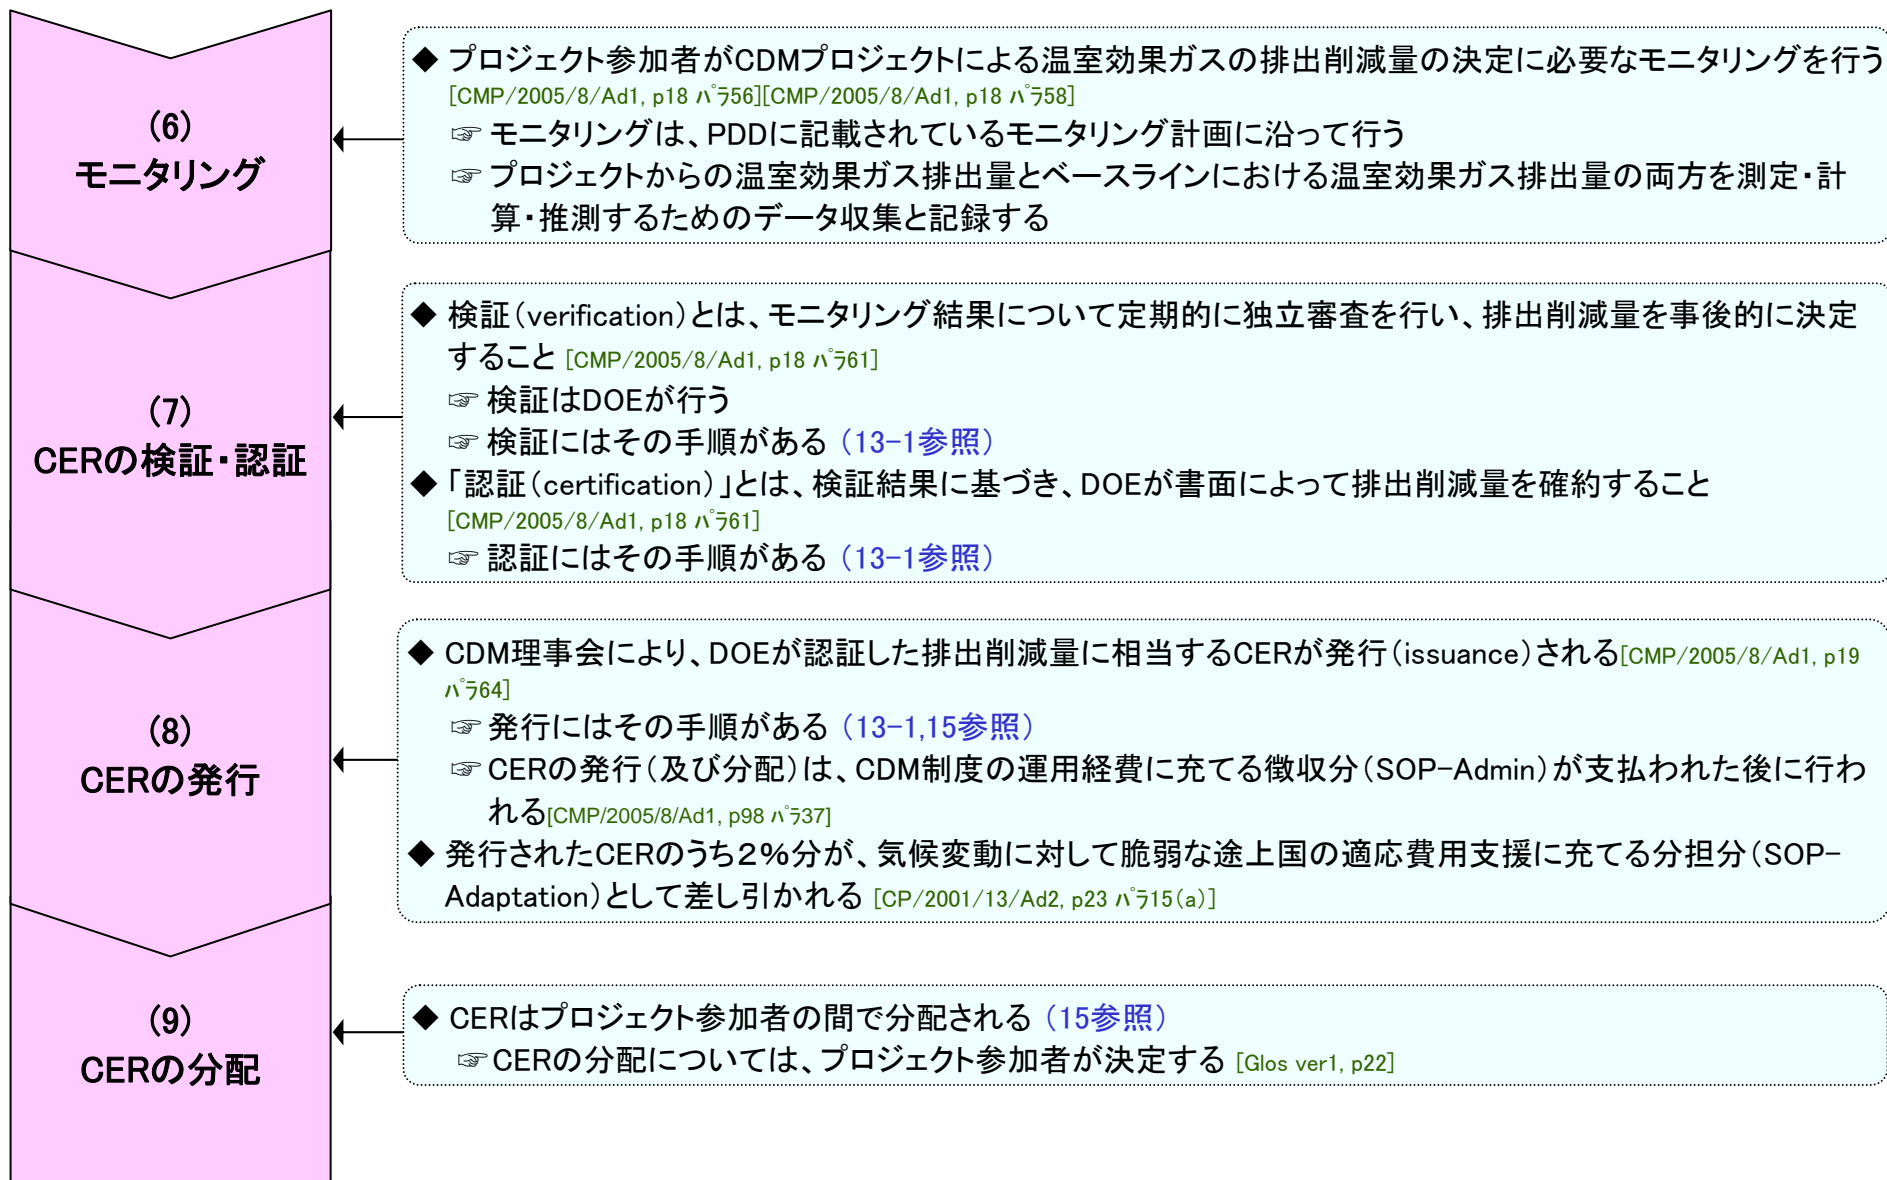 (6)
モニタリング
◆ プロジェクト参加者がCDMプロジェクトによる温室効果ガスの排出削減量の決定に必要なモニタリングを行う
[CMP/2005/8/Ad1, p18 ﾊﾟﾗ56][CMP/2005/8/Ad1, p18 ﾊﾟﾗ58]
☞ モニタリングは、PDDに記載されているモニタリング計画に沿って行う
☞ プロジェクトからの温室効果ガス排出量とベースラインにおける温室効果ガス排出量の両方を測定・計
算・推測するためのデータ収集と記録する
(7)
CERの検証・認証
◆ 検証（verification）とは、モニタリング結果について定期的に独立審査を行い、排出削減量を事後的に決定
すること [CMP/2005/8/Ad1, p18 ﾊﾟﾗ61]
☞ 検証はDOEが行う
☞ 検証にはその手順がある （13-1参照）
◆ 「認証（certification）」とは、検証結果に基づき、DOEが書面によって排出削減量を確約すること
[CMP/2005/8/Ad1, p18 ﾊﾟﾗ61]
☞ 認証にはその手順がある （13-1参照）
(8)
CERの発行
◆ CDM理事会により、DOEが認証した排出削減量に相当するCERが発行（issuance）される[CMP/2005/8/Ad1, p19
ﾊﾟﾗ64]
☞ 発行にはその手順がある （13-1,15参照）
☞ CERの発行（及び分配）は、CDM制度の運用経費に充てる徴収分（SOP-Admin）が支払われた後に行わ
れる[CMP/2005/8/Ad1, p98 ﾊﾟﾗ37]
◆ 発行されたCERのうち２％分が、気候変動に対して脆弱な途上国の適応費用支援に充てる分担分（SOP-
Adaptation）として差し引かれる [CP/2001/13/Ad2, p23 ﾊﾟﾗ15(a)]
(9)
CERの分配
◆ CERはプロジェクト参加者の間で分配される （15参照）
☞ CERの分配については、プロジェクト参加者が決定する [Glos ver1, p22]